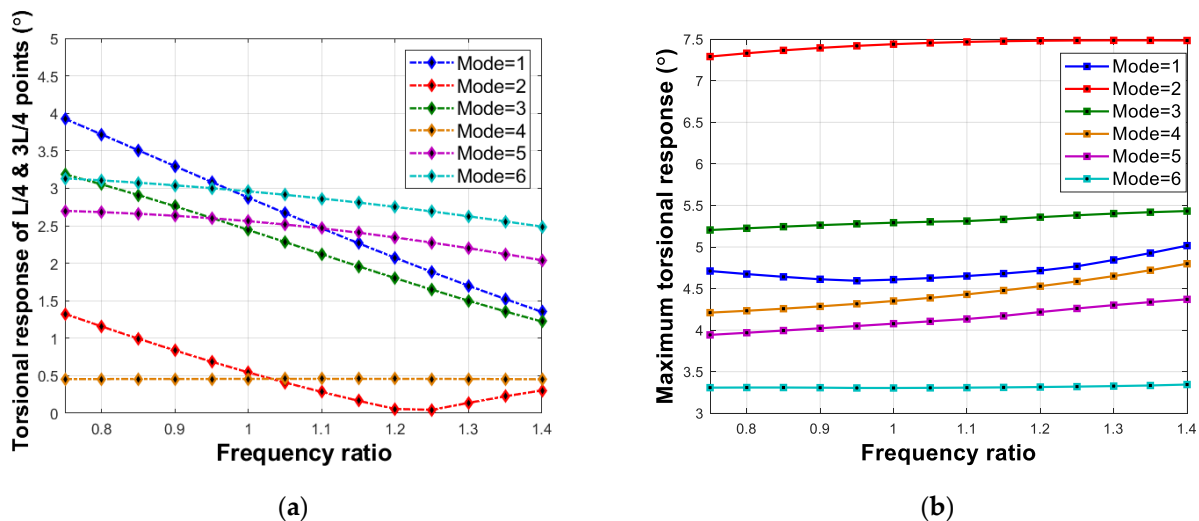 Torsional response of L/4 & 3L/4 points (°)
5
4.5
4
3.5
3
2.5
2
1.5
1
0.5
0
0.8 0.9 1 1.1 1.2 1.3 1.4
Frequency ratio
Mode=1
Mode=2
Mode=3
Mode=4
Mode=5
Mode=6
(a)
Maximum torsional response (°)
7.5
7
6.5
6
5.5
5
4.5
4
3.5
3
0.8 0.9 1 1.1 1.2 1.3 1.4
Frequency ratio
Mode=1
Mode=2
Mode=3
Mode=4
Mode=5
Mode=6
(b)